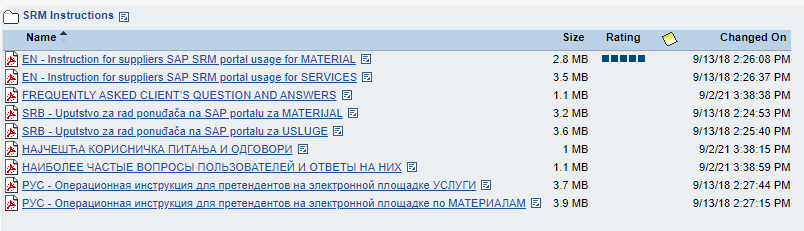 SRM Instructions
Name Size Rating Changed On
EN - Instruction for suppliers SAP SRM portal usage for MATERIAL 2.8 MB 9/13/18 2:26:08 PM
EN - Instruction for suppliers SAP SRM portal usage for SERVICES 3.5 MB 9/13/18 2:26:37 PM
FREQUENTLY ASKED CLIENT'S QUESTION AND ANSWERS 1.1 MB 9/2/21 3:38:38 PM
SRB - Uputstvo za rad ponuđača na SAP portalu za MATERIJAL 3.2 MB 9/13/18 2:24:53 PM
SRB - Uputstvo za rad ponuđača na SAP portalu za USLUGE 3.6 MB 9/13/18 2:25:40 PM
НАЈЧЕШЋА КОРИСНИЧКА ПИТАЊА И ОДГОВОРИ 1 MB 9/2/21 3:38:15 PM
НАИБОЛЕЕ ЧАСТЫЕ ВОПРОСЫ ПОЛЬЗОВАТЕЛЕЙ И ОТВЕТЫ НА НИХ 1.1 MB 9/2/21 3:38:59 PM
РУС - Операционная инструкция для претендентов на электронной площадке УСЛУГИ 3.7 MB 9/13/18 2:27:44 PM
РУС - Операционная инструкция для претендентов на электронной площадке по МАТЕРИАЛАМ 3.9 MB 9/13/18 2:27:15 PM